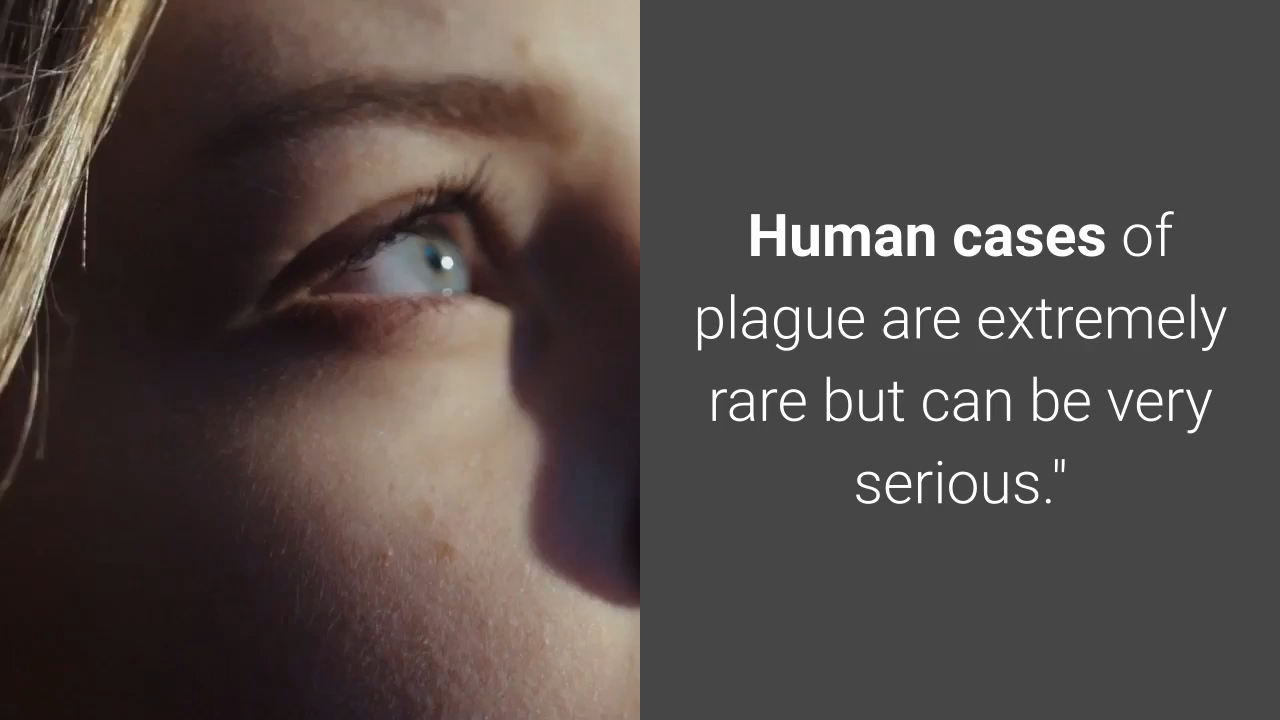 Human cases of
plague are extremely
rare but can be very
serious."